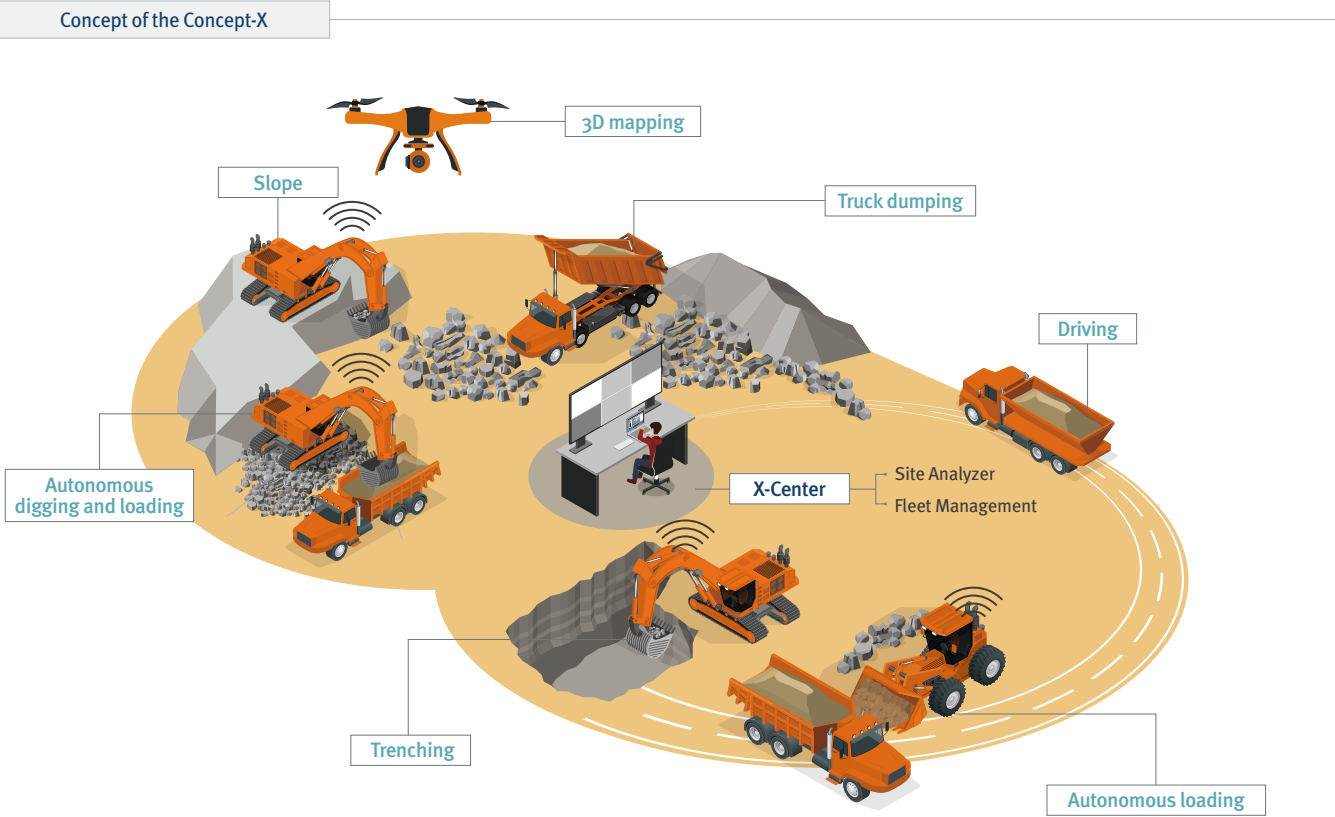 Concept of the Concept-X
3D mapping
Slope
Truck dumping
Driving
Autonomous
digging and loading
X-Center
Site Analyzer
Fleet Management
Trenching
Autonomous loading